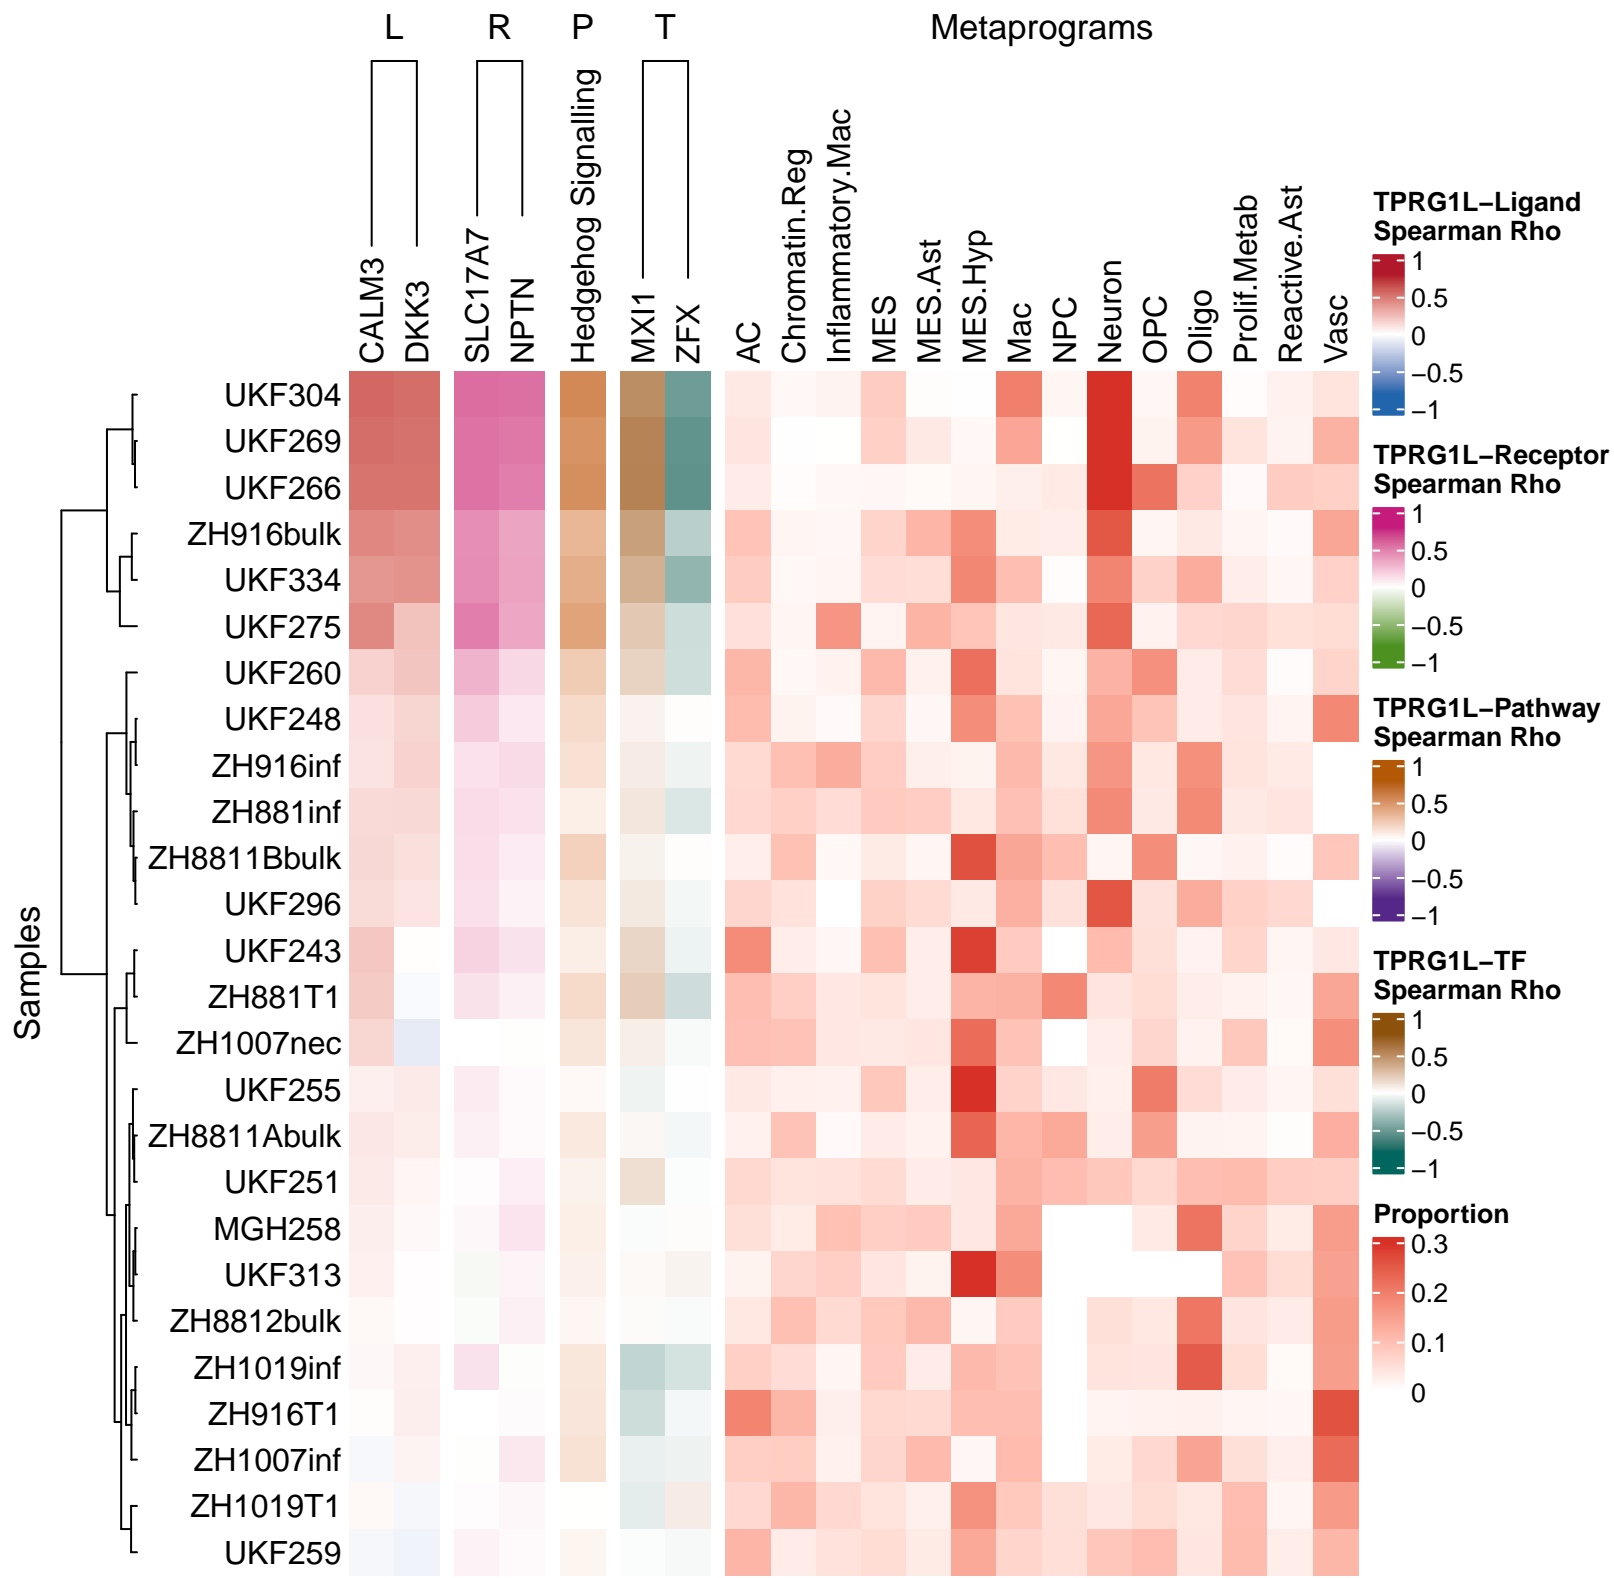 L R P T Metaprograms
CALM3
DKK3
SLC17A7
NPTN
Hedgehog Signalling
MXI1
ZFX
AC
Chromatin.Reg
Inflammatory.Mac
MES
MES.Ast
MES.Hyp
Mac
NPC
Neuron
OPC
Oligo
Prolif.Metab
Reactive.Ast
Vasc
Samples
UKF304
UKF269
UKF266
ZH916bulk
UKF334
UKF275
UKF260
UKF248
ZH916inf
ZH881inf
ZH8811Bbulk
UKF296
UKF243
ZH881T1
ZH1007nec
UKF255
ZH8811Abulk
UKF251
MGH258
UKF313
ZH8812bulk
ZH1019inf
ZH916T1
ZH1007inf
ZH1019T1
UKF259
TPRG1L−Ligand
Spearman Rho
1
0.5
0
−0.5
−1
TPRG1L−Receptor
Spearman Rho
1
0.5
0
−0.5
−1
TPRG1L−Pathway
Spearman Rho
1
0.5
0
−0.5
−1
TPRG1L−TF
Spearman Rho
1
0.5
0
−0.5
−1
Proportion
0.3
0.2
0.1
0